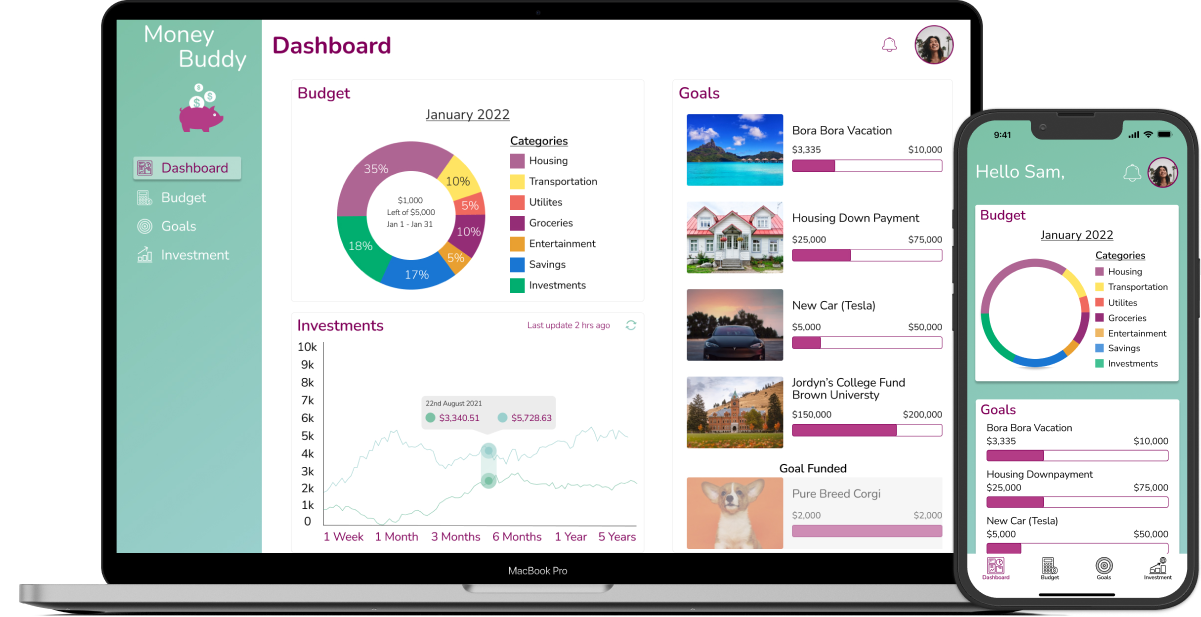 Money
Buddy
Dashboard
Budget
Goals
Investment
Dashboard
Budget
January 2022
35%
10%
5%
10%
5%
17%
18%
$1,000
Left of $5,000
Jan 1 - Jan 31
Categories
Housing
Transportation
Utilites
Groceries
Entertainment
Savings
Investments
Investments
Last update 2 hrs ago
10k
9k
8k
7k
6k
5k
4k
3k
2k
1k
0
22nd August 2021
$3,340.51 $5,728.63
1 Week 1 Month 3 Months 6 Months 1 Year 5 Years
Goals
Bora Bora Vacation
$3,335 $10,000
Housing Down Payment
$25,000 $75,000
New Car (Tesla)
$5,000 $50,000
Jordyn's College Fund
Brown Universty
$150,000 $200,000
Goal Funded
Pure Breed Corgi
$2,000 $2,000
MacBook Pro
9:41
Hello Sam,
Budget
January 2022
Categories
Housing
Transportation
Utilites
Groceries
Entertainment
Savings
Investments
Goals
Bora Bora Vacation
$3,335 $10,000
Housing Downpayment
$25,000 $75,000
New Car (Tesla)
$5,000 $50,000
Dashboard Budget Goals Investment